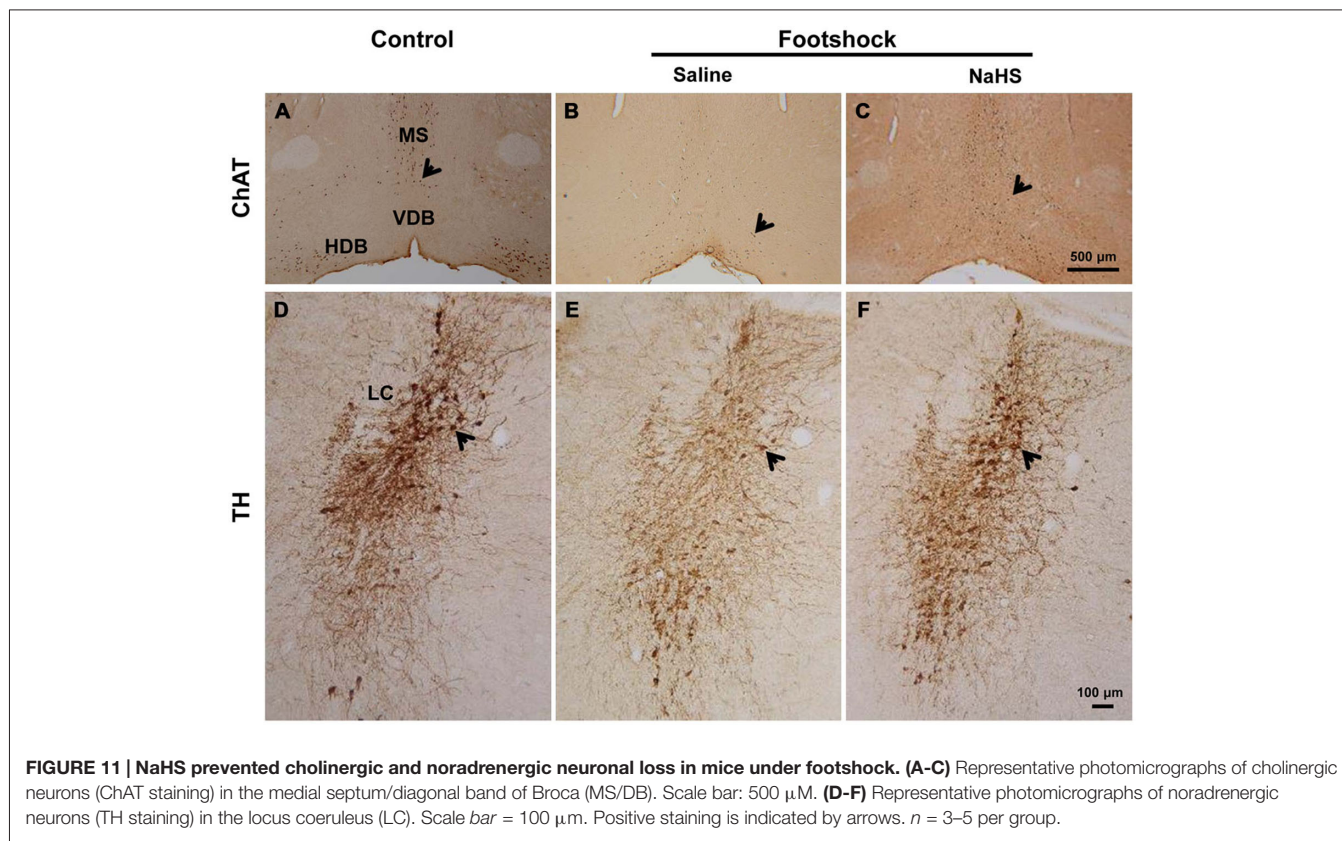 Control
Footshock
Saline
NaHS
ChAT
A
MS
VDB
HDB
B
C
500 µm
TH
D
LC
E
F
100 µm
FIGURE 11 | NaHS prevented cholinergic and noradrenergic neuronal loss in mice under footshock. (A-C) Representative photomicrographs of cholinergic
neurons (ChAT staining) in the medial septum/diagonal band of Broca (MS/DB). Scale bar: 500 µM. (D-F) Representative photomicrographs of noradrenergic
neurons (TH staining) in the locus coeruleus (LC). Scale bar = 100 µm. Positive staining is indicated by arrows. n = 3–5 per group.